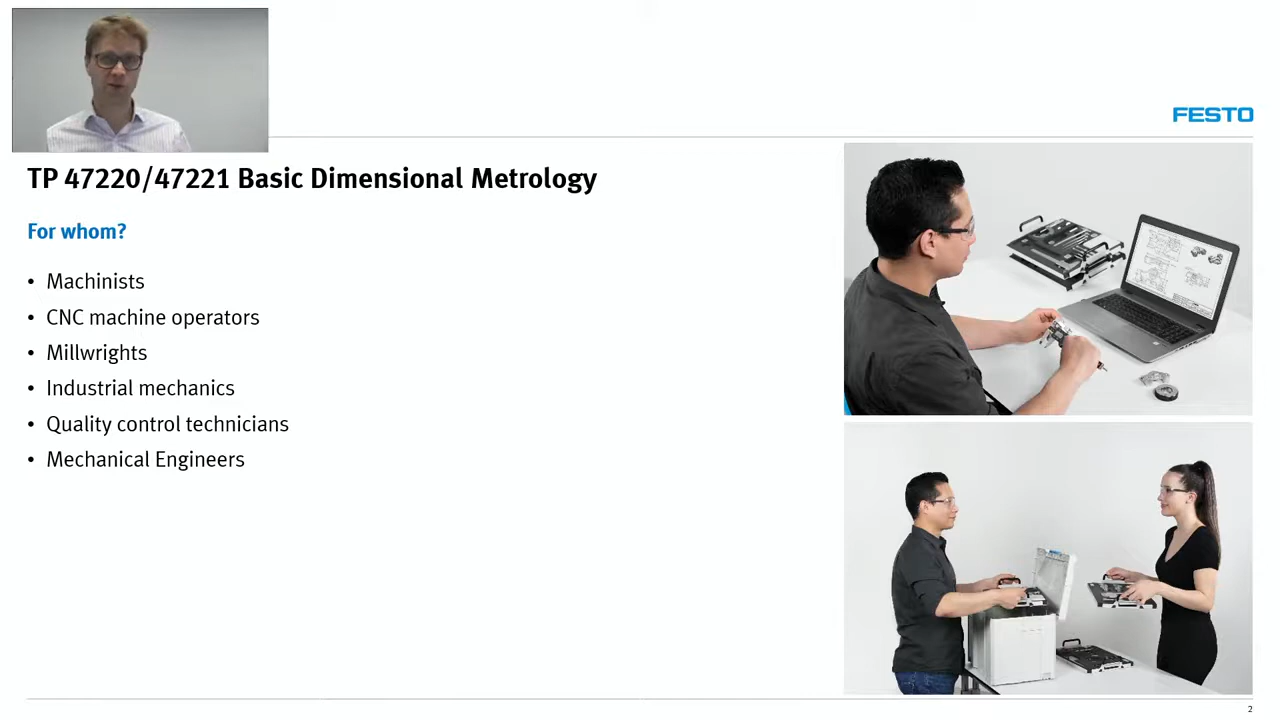 FESTO
TP 47220/47221 Basic Dimensional Metrology
For whom?
• Machinists
• CNC machine operators
• Millwrights
• Industrial mechanics
• Quality control technicians
• Mechanical Engineers
2